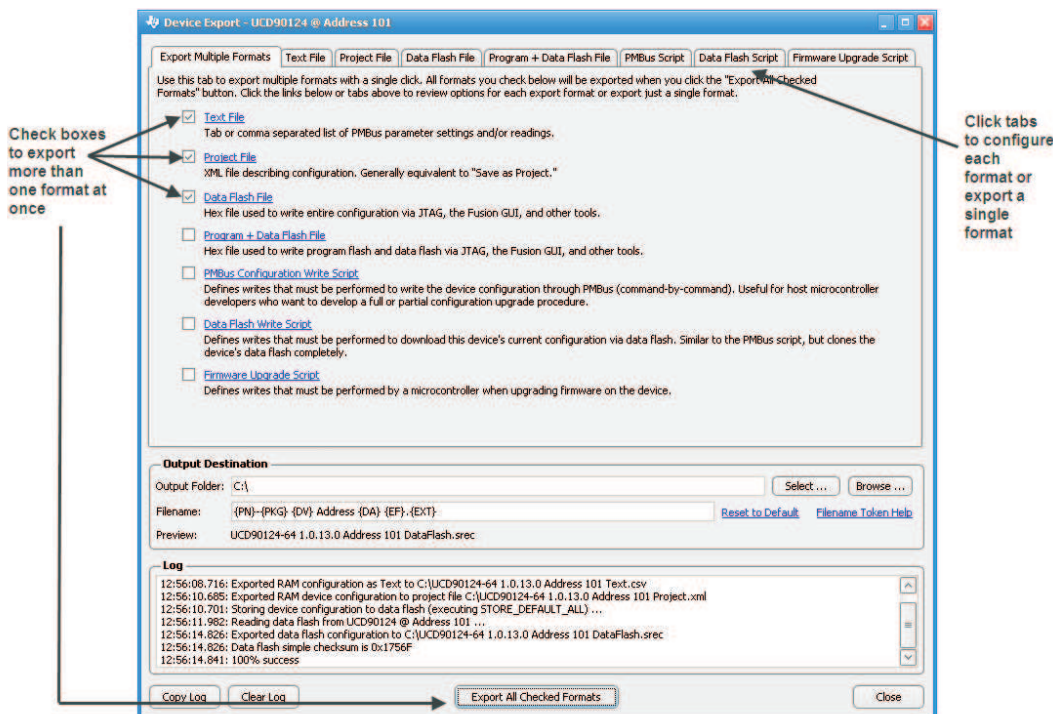 Device Export - UCD90124 @ Address 101
Export Multiple Formats Text File Project File Data Flash File Program + Data Flash File PMBus Script Data Flash Script Firmware Upgrade Script
Use this tab to export multiple formats with a single click. All formats you check below will be exported when you click the "Export All Checked
Formats" button. Click the links below or tabs above to review options for each export format or export just a single format.
Check boxes
to export
more than
one format at
once
Text File
Tab or comma separated list of PMBus parameter settings and/or readings.
Project File
XML file describing configuration. Generally equivalent to "Save as Project."
Data Flash File
Hex file used to write entire configuration via JTAG, the Fusion GUI, and other tools.
Program + Data Flash File
Hex file used to write program flash and data flash via JTAG, the Fusion GUI, and other tools.
PMBus Configuration Write Script
Defines writes that must be performed to write the device configuration through PMBus (command-by-command). Useful for host microcontroller
developers who want to develop a full or partial configuration upgrade procedure.
Data Flash Write Script
Defines writes that must be performed to download this device's current configuration via data flash. Similar to the PMBus script, but clones the
device's data flash completely.
Firmware Upgrade Script
Defines writes that must be performed by a microcontroller when upgrading firmware on the device.
Click tabs
to configure
each
format or
export a
single
format
Output Destination
Output Folder: C:\ Select ... Browse ...
Filename: {PN}-{PKG} {DV} Address {DA} {EF}.{EXT} Reset to Default Filename Token Help
Preview: UCD90124-64 1.0.13.0 Address 101 DataFlash.srec
Log
12:56:08.716: Exported RAM configuration as Text to C:\UCD90124-64 1.0.13.0 Address 101 Text.csv
12:56:10.685: Exported RAM device configuration to project file C:\UCD90124-64 1.0.13.0 Address 101 Project.xml
12:56:10.701: Storing device configuration to data flash (executing STORE_DEFAULT_ALL) ...
12:56:11.982: Reading data flash from UCD90124 @ Address 101 ...
12:56:14.826: Exported data flash configuration to C:\UCD90124-64 1.0.13.0 Address 101 DataFlash.srec
12:56:14.826: Data flash simple checksum is 0x1756F
12:56:14.841: 100% success
Copy Log Clear Log Export All Checked Formats Close